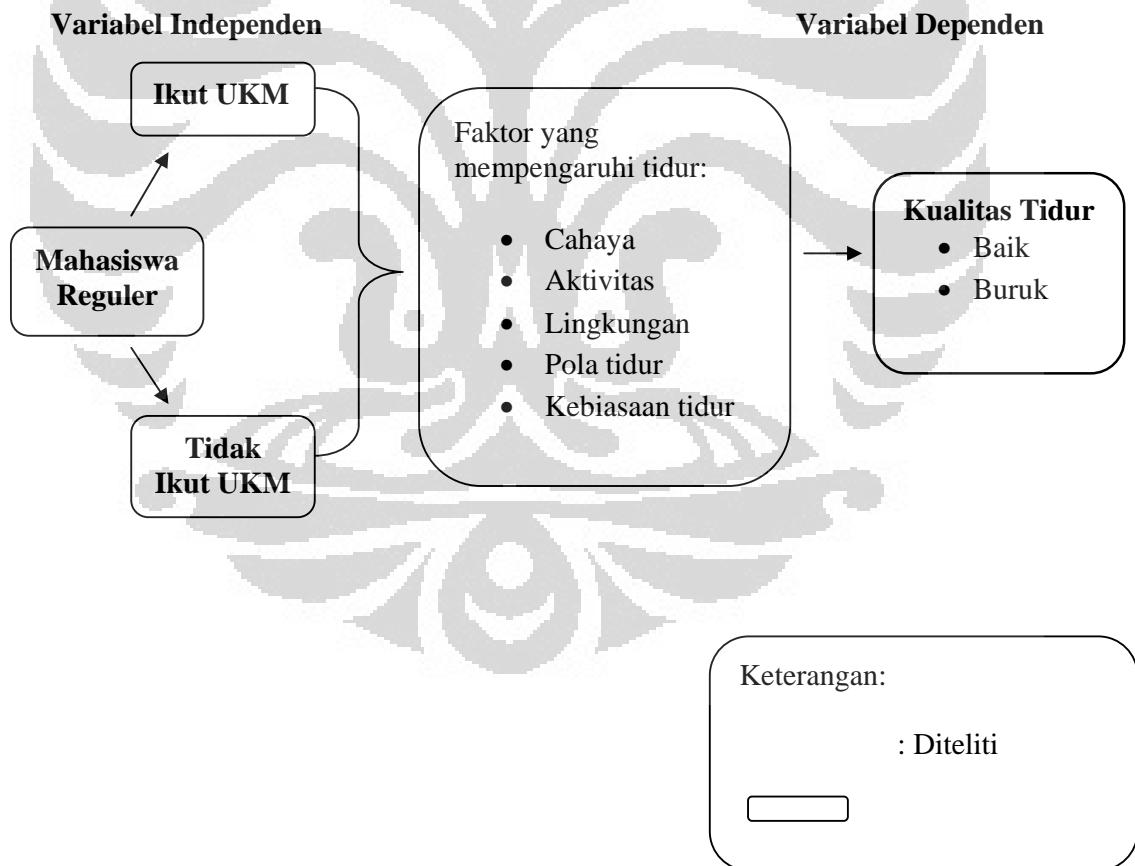 Variabel Independen
Variabel Dependen
Ikut UKM
Mahasiswa
Reguler
Tidak
Ikut UKM
Faktor yang
mempengaruhi tidur:
• Cahaya
• Aktivitas
• Lingkungan
• Pola tidur
• Kebiasaan tidur
Kualitas Tidur
• Baik
• Buruk
Keterangan:
: Diteliti